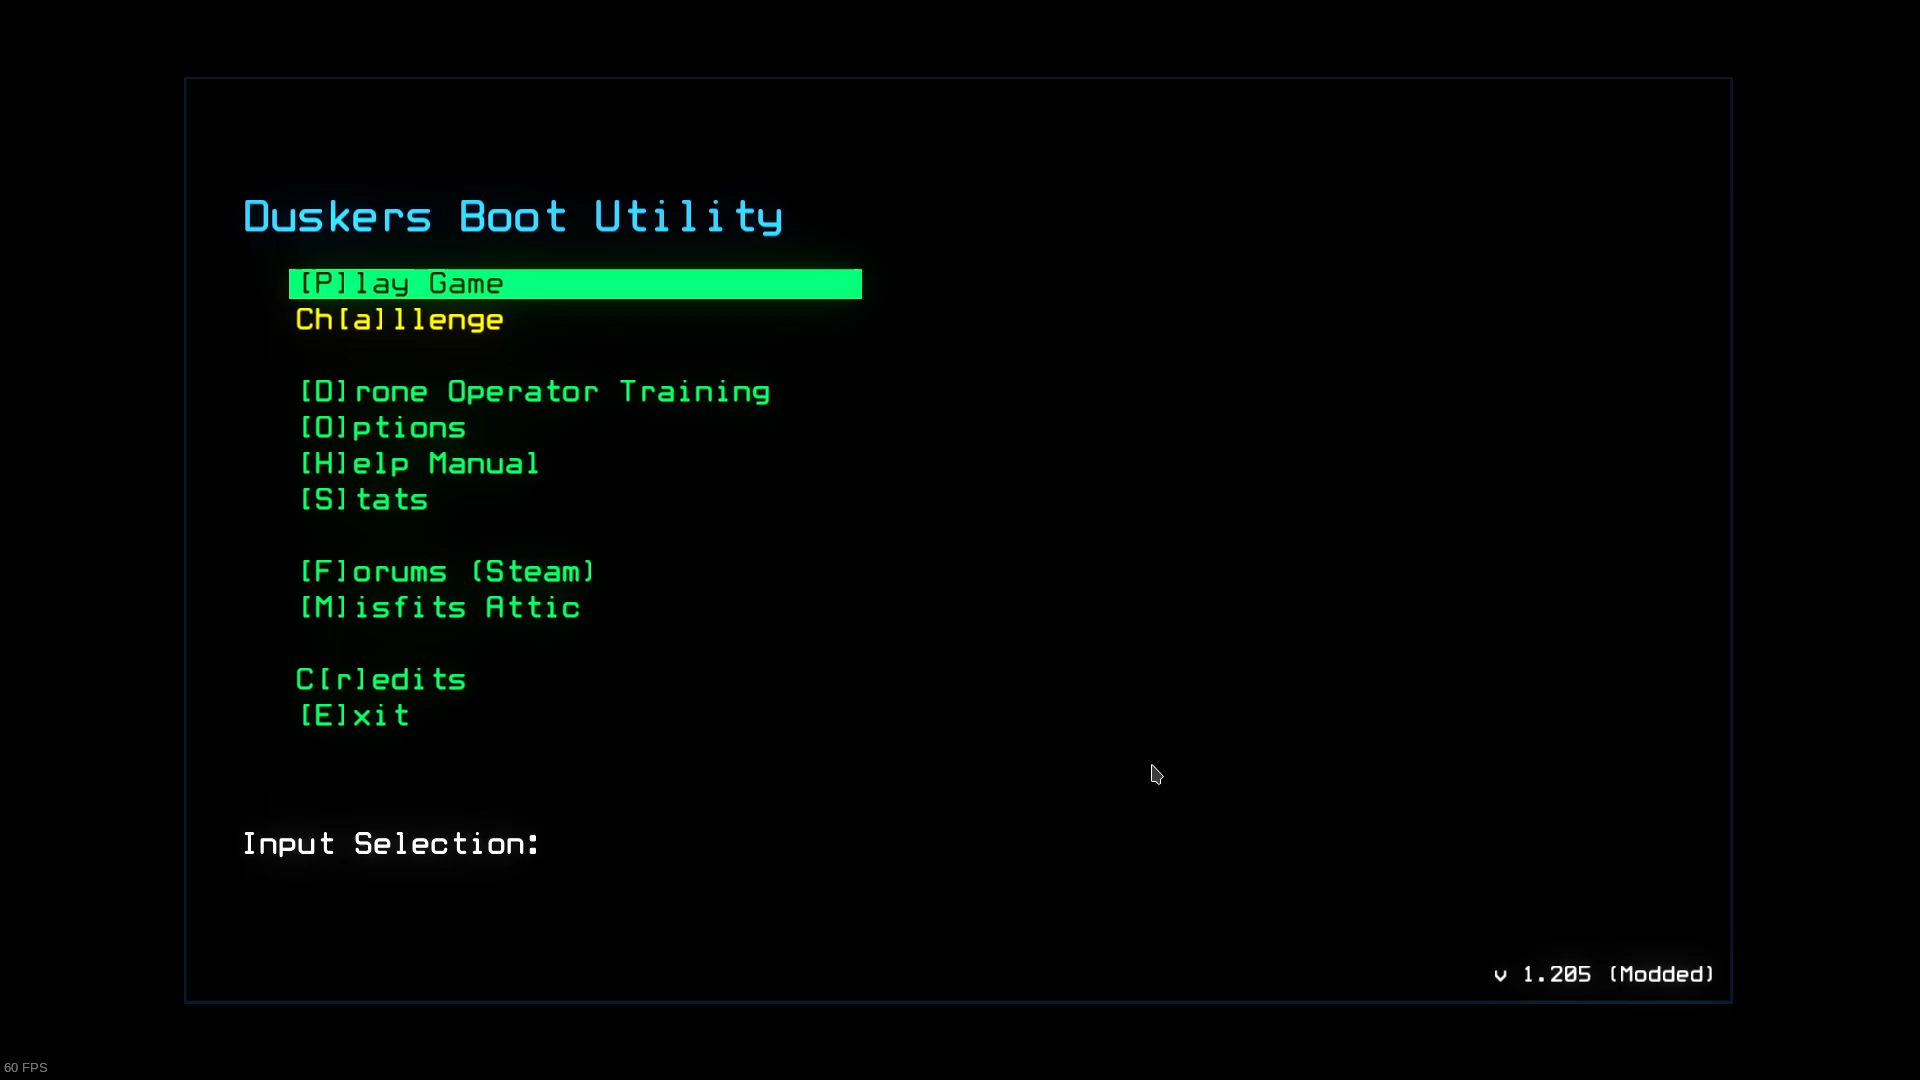 Duskers Boot Utility
[P]lay Game
Ch[a]llenge
[D]rone Operator Training
[O]ptions
[H]elp Manual
[S]tats
[F]orums (Steam)
[M]isfits Attic
C[r]edits
[E]xit
Input Selection:
v 1.205 (Modded)
60 FPS